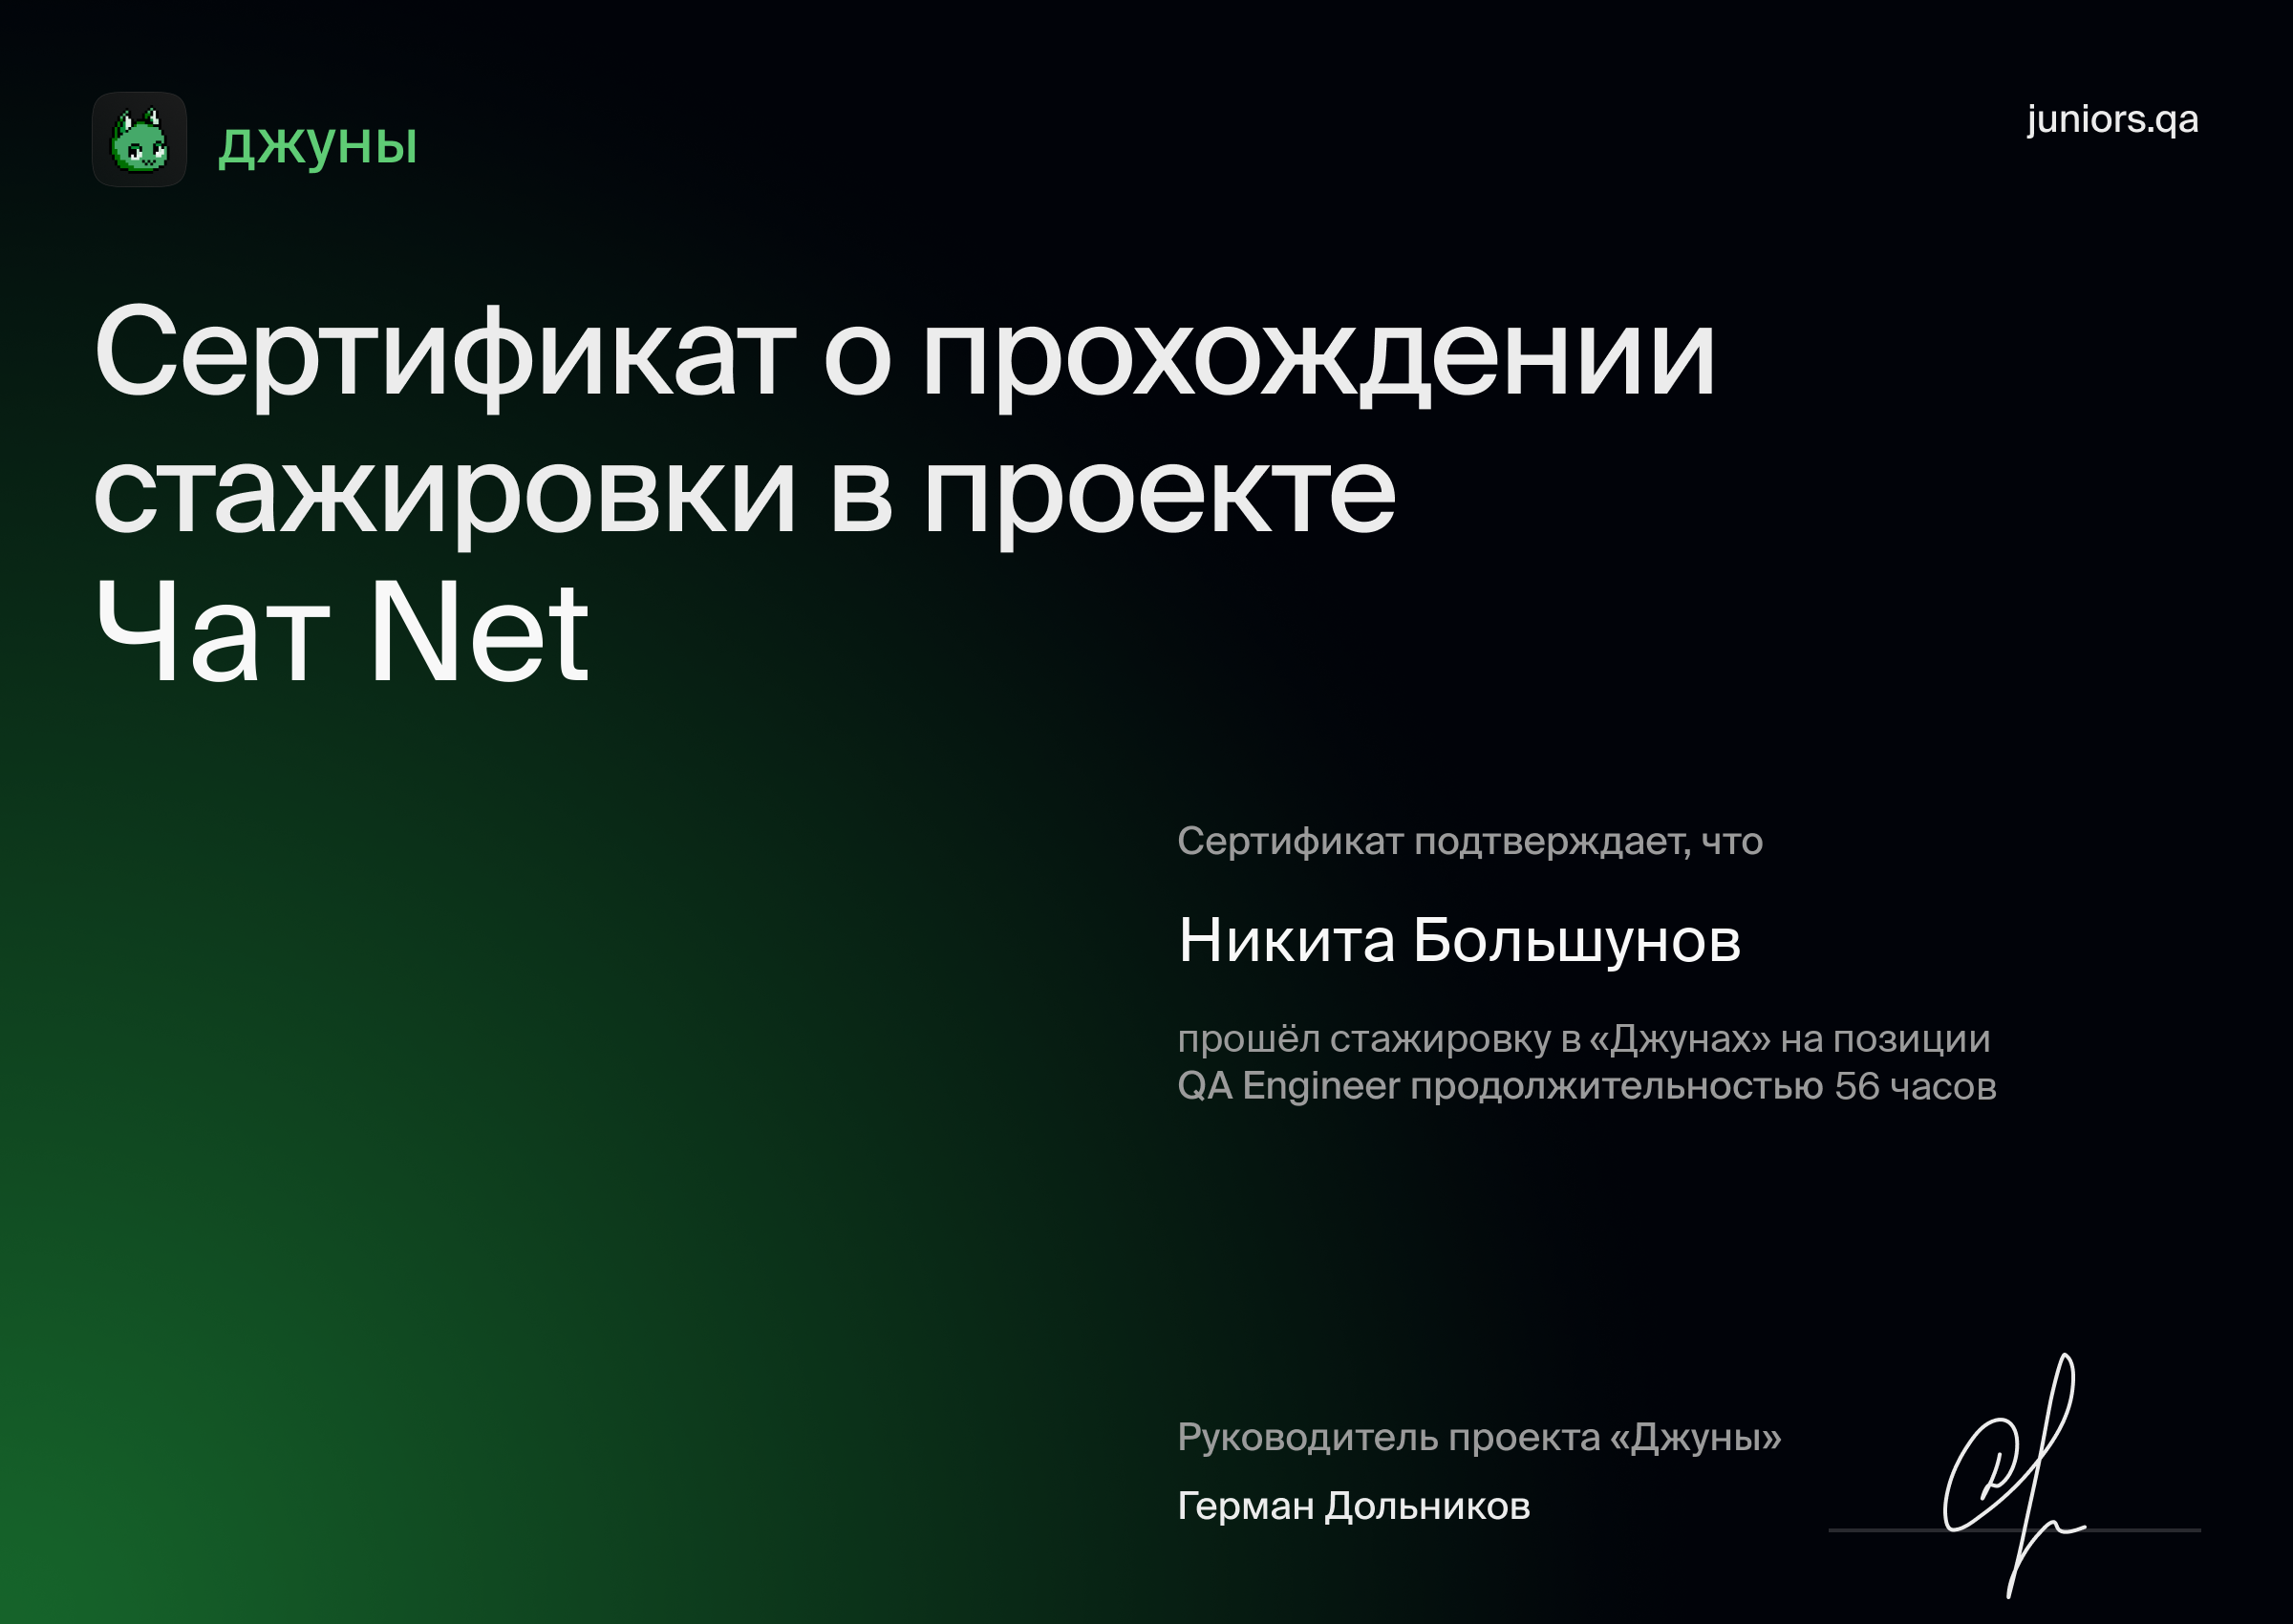 джуны
juniors.qa
Сертификат о прохождении
стажировки в проекте
Чат Net
Сертификат подтверждает, что
Никита Большунов
прошёл стажировку в «Джунах» на позиции
QA Engineer продолжительностью 56 часов
Руководитель проекта «Джуны»
Герман Дольников